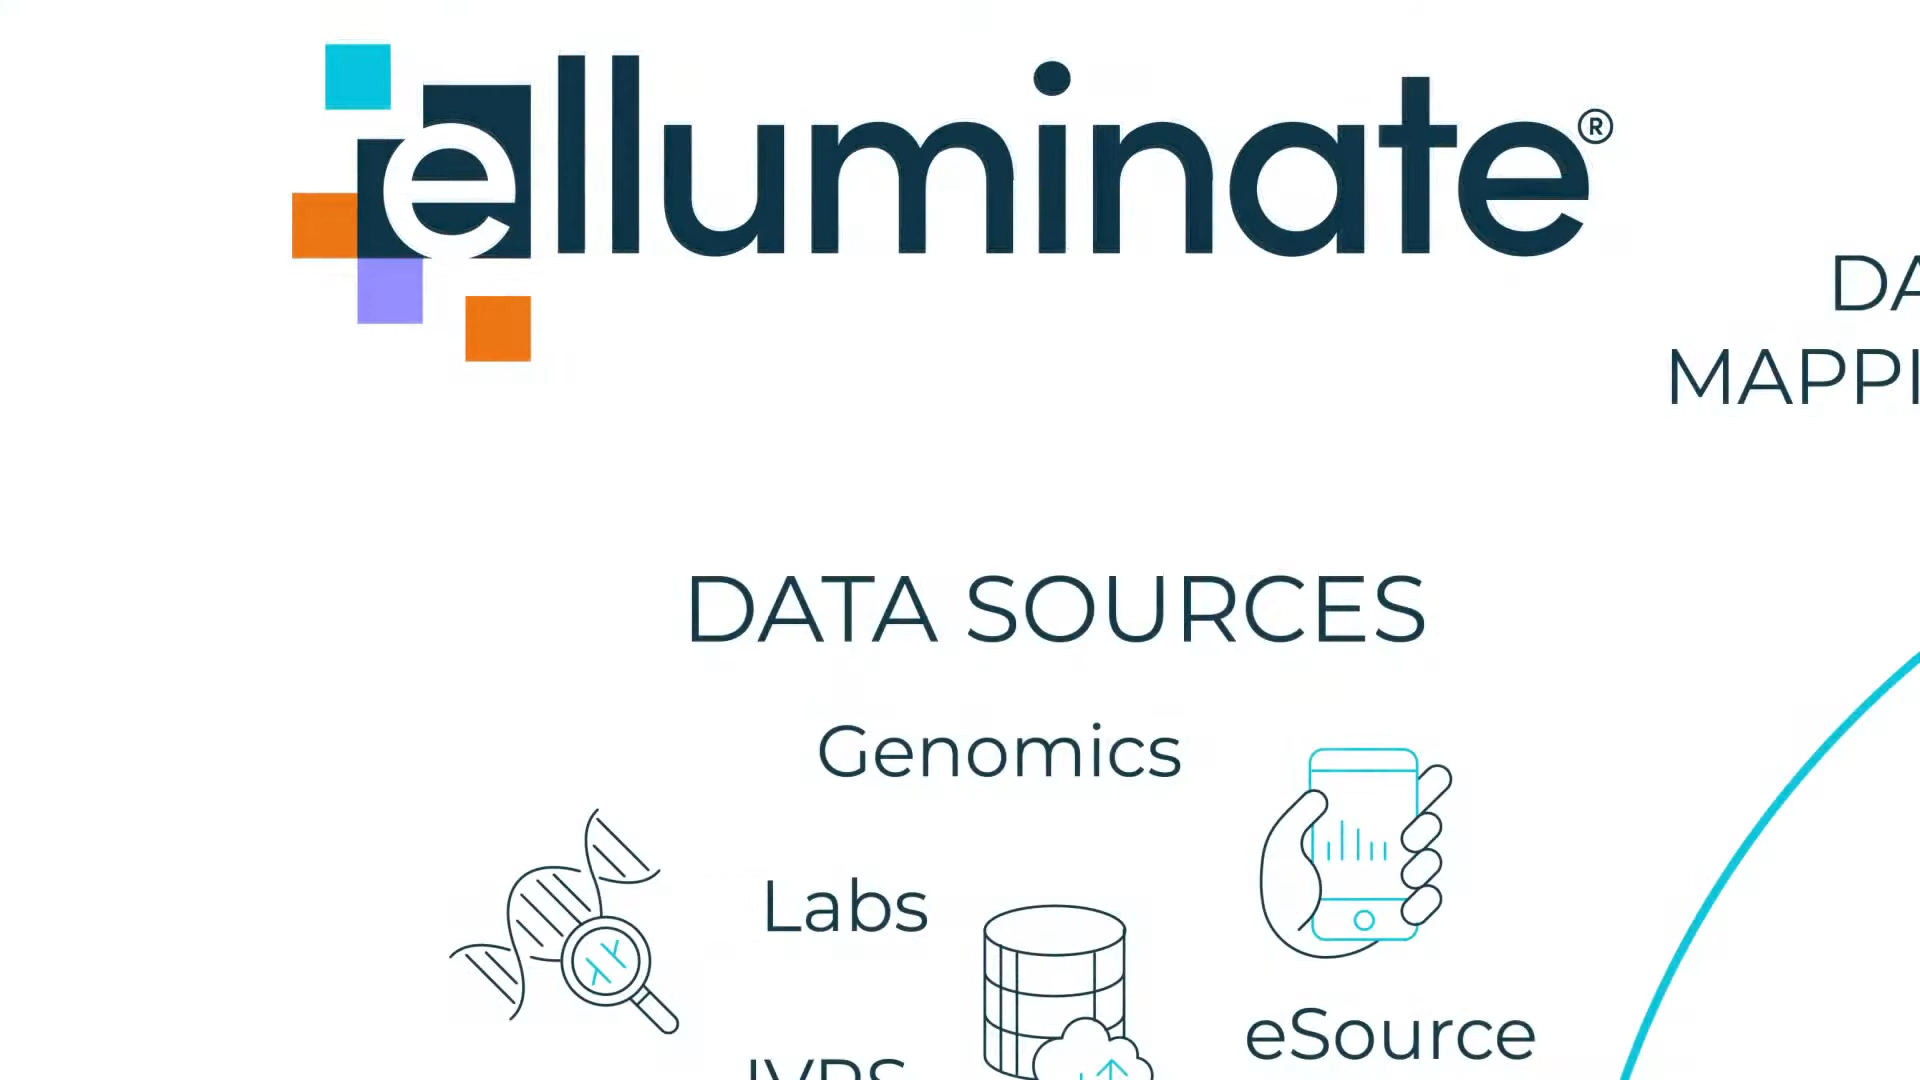 elluminate®
DATA SOURCES
Genomics
Labs
eSource